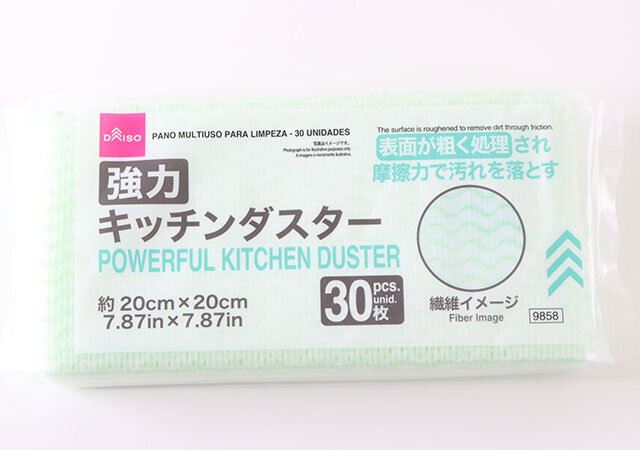 DAISO
PANO MULTIUSO PARA LIMPEZA - 30 UNIDADES
写真はイメージです。
Photograph is for illustrative purposes only.
A imagem é meramente ilustrativa.
強力
キッチンダスター
POWERFUL KITCHEN DUSTER
約20cm×20cm
7.87in×7.87in
30 pcs. unid. 枚
The surface is roughened to remove dirt through friction.
表面が粗く処理され
摩擦力で汚れを落とす
繊維イメージ
Fiber Image
9858